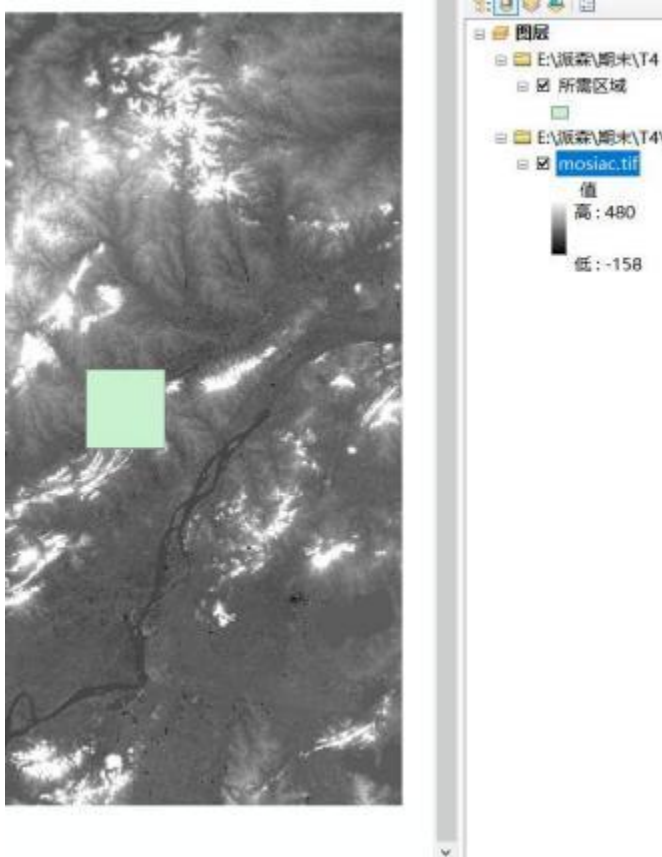 图层
E:\派森\期末\T4
所需区域
E:\派森\期末\T4\
mosiac.tif
值
高 : 480
低 : -158